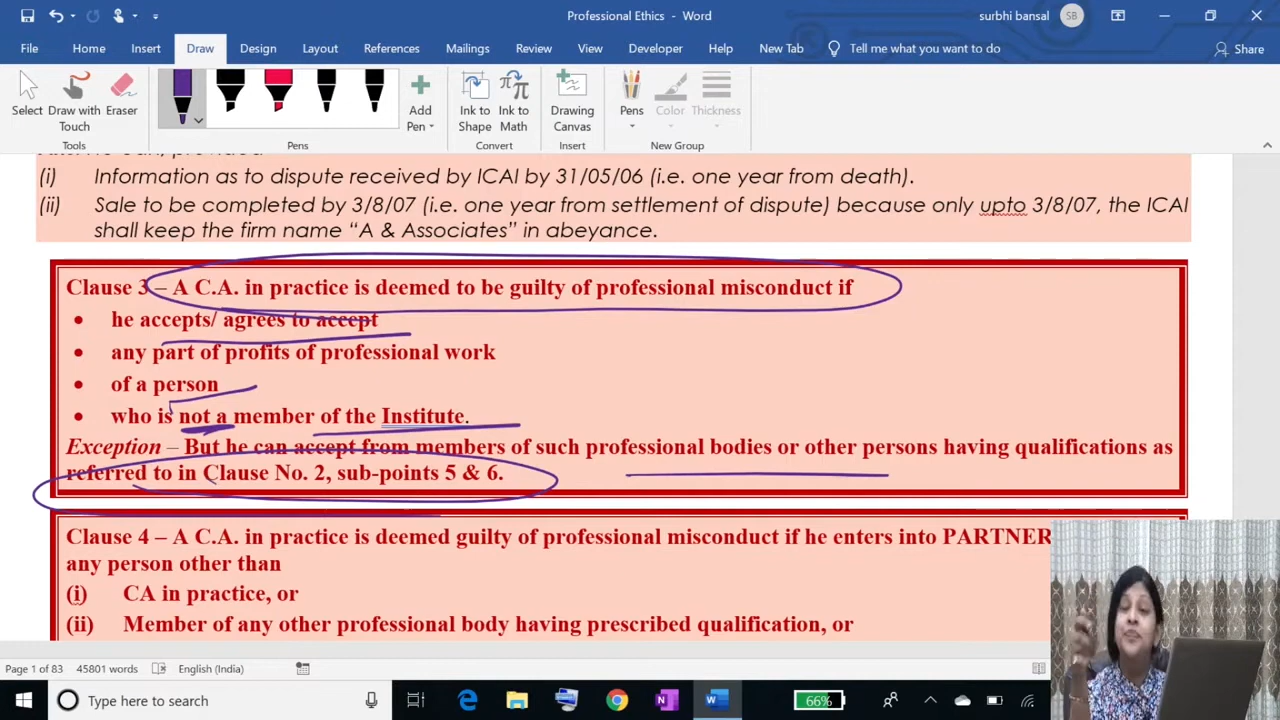 Professional Ethics - Word
surbhi bansal
SB
File Home Insert Draw Design Layout References Mailings Review View Developer Help New Tab Tell me what you want to do Share
Select Draw with Touch Eraser
Add Pen
Ink to Shape Ink to Math
Drawing Canvas
Pens Color Thickness
Tools Pens Convert Insert New Group
(i) Information as to dispute received by ICAI by 31/05/06 (i.e. one year from death).
(ii) Sale to be completed by 3/8/07 (i.e. one year from settlement of dispute) because only upto 3/8/07, the ICAI
shall keep the firm name “A & Associates” in abeyance.
Clause 3 – A C.A. in practice is deemed to be guilty of professional misconduct if
• he accepts/ agrees to accept
• any part of profits of professional work
• of a person
• who is not a member of the Institute.
Exception – But he can accept from members of such professional bodies or other persons having qualifications as
referred to in Clause No. 2, sub-points 5 & 6.
Clause 4 – A C.A. in practice is deemed guilty of professional misconduct if he enters into PARTNER
any person other than
(i) CA in practice, or
(ii) Member of any other professional body having prescribed qualification, or
Page 1 of 83 45801 words English (India)
Type here to search
66%